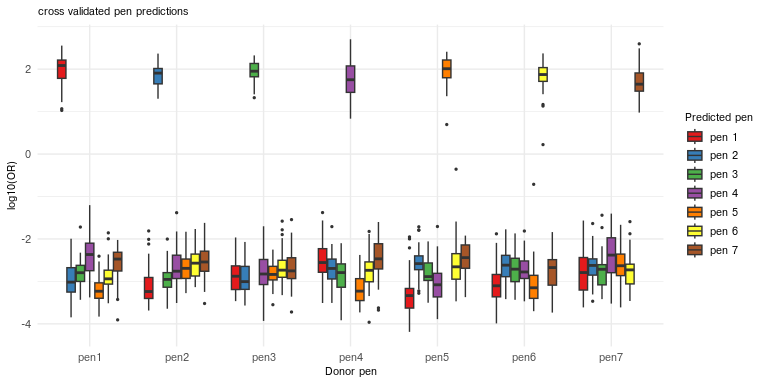 cross validated pen predictions
log10(OR)
2
0
-2
-4
pen1 pen2 pen3 pen4 pen5 pen6 pen7
Donor pen
Predicted pen
pen 1
pen 2
pen 3
pen 4
pen 5
pen 6
pen 7